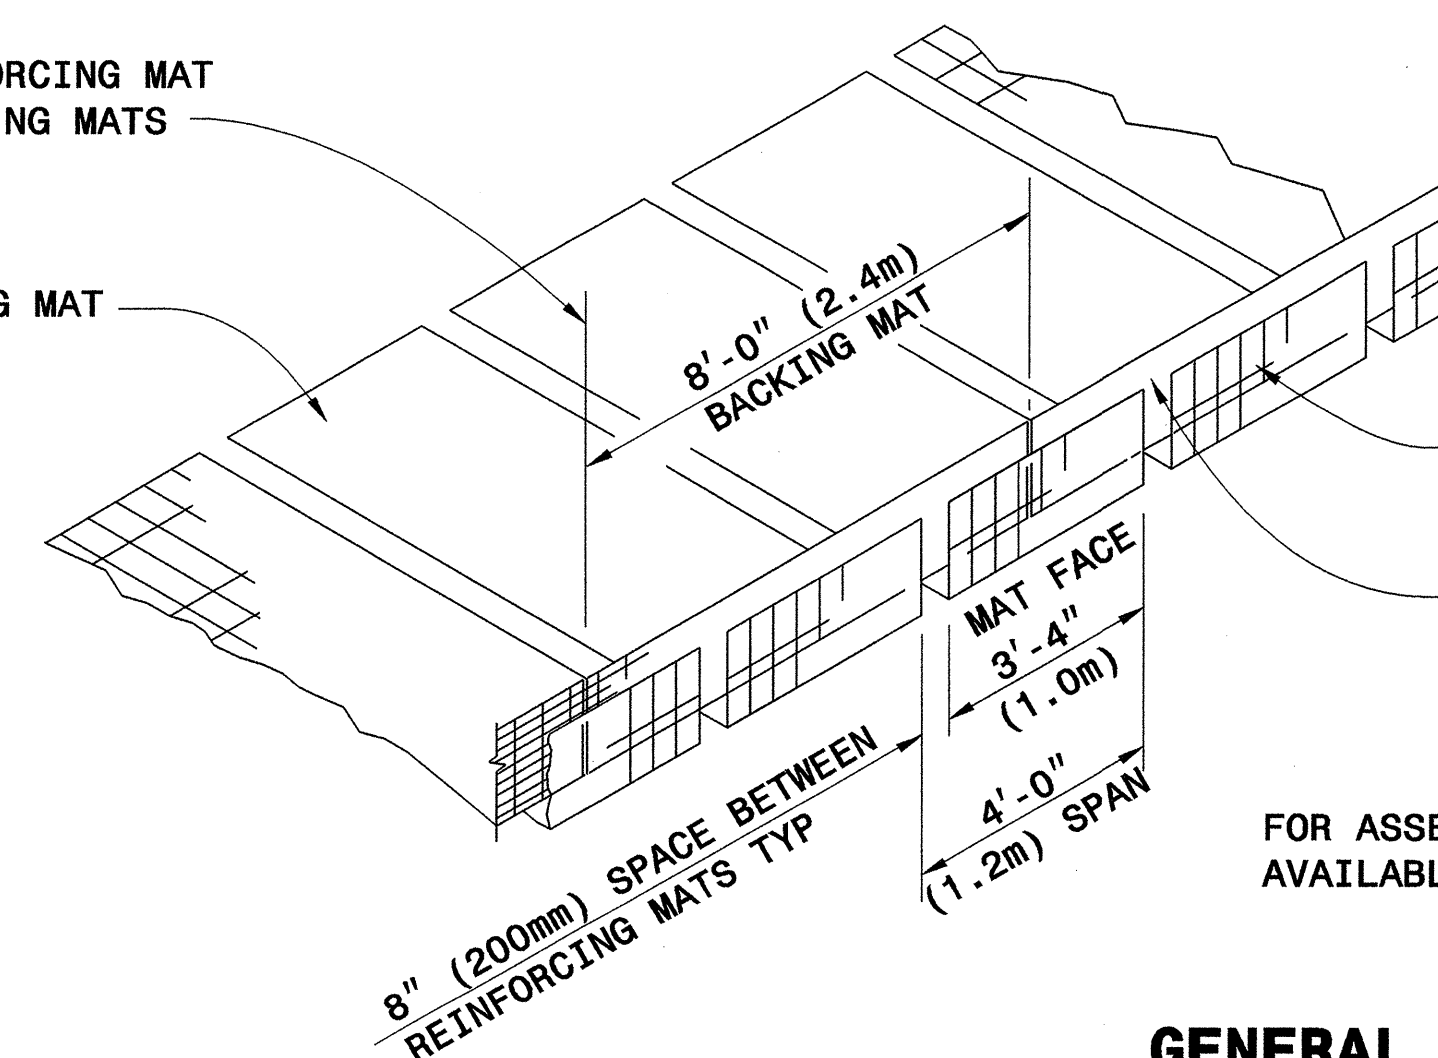 ORCING MAT
NG MATS
G MAT
8'-0" (2.4m)
BACKING MAT
MAT FACE
3'-4"
(1.0m)
4'-0"
(1.2m) SPAN
8" (200mm) SPACE BETWEEN
REINFORCING MATS TYP
FOR ASSE
AVAILABL
GENERAL